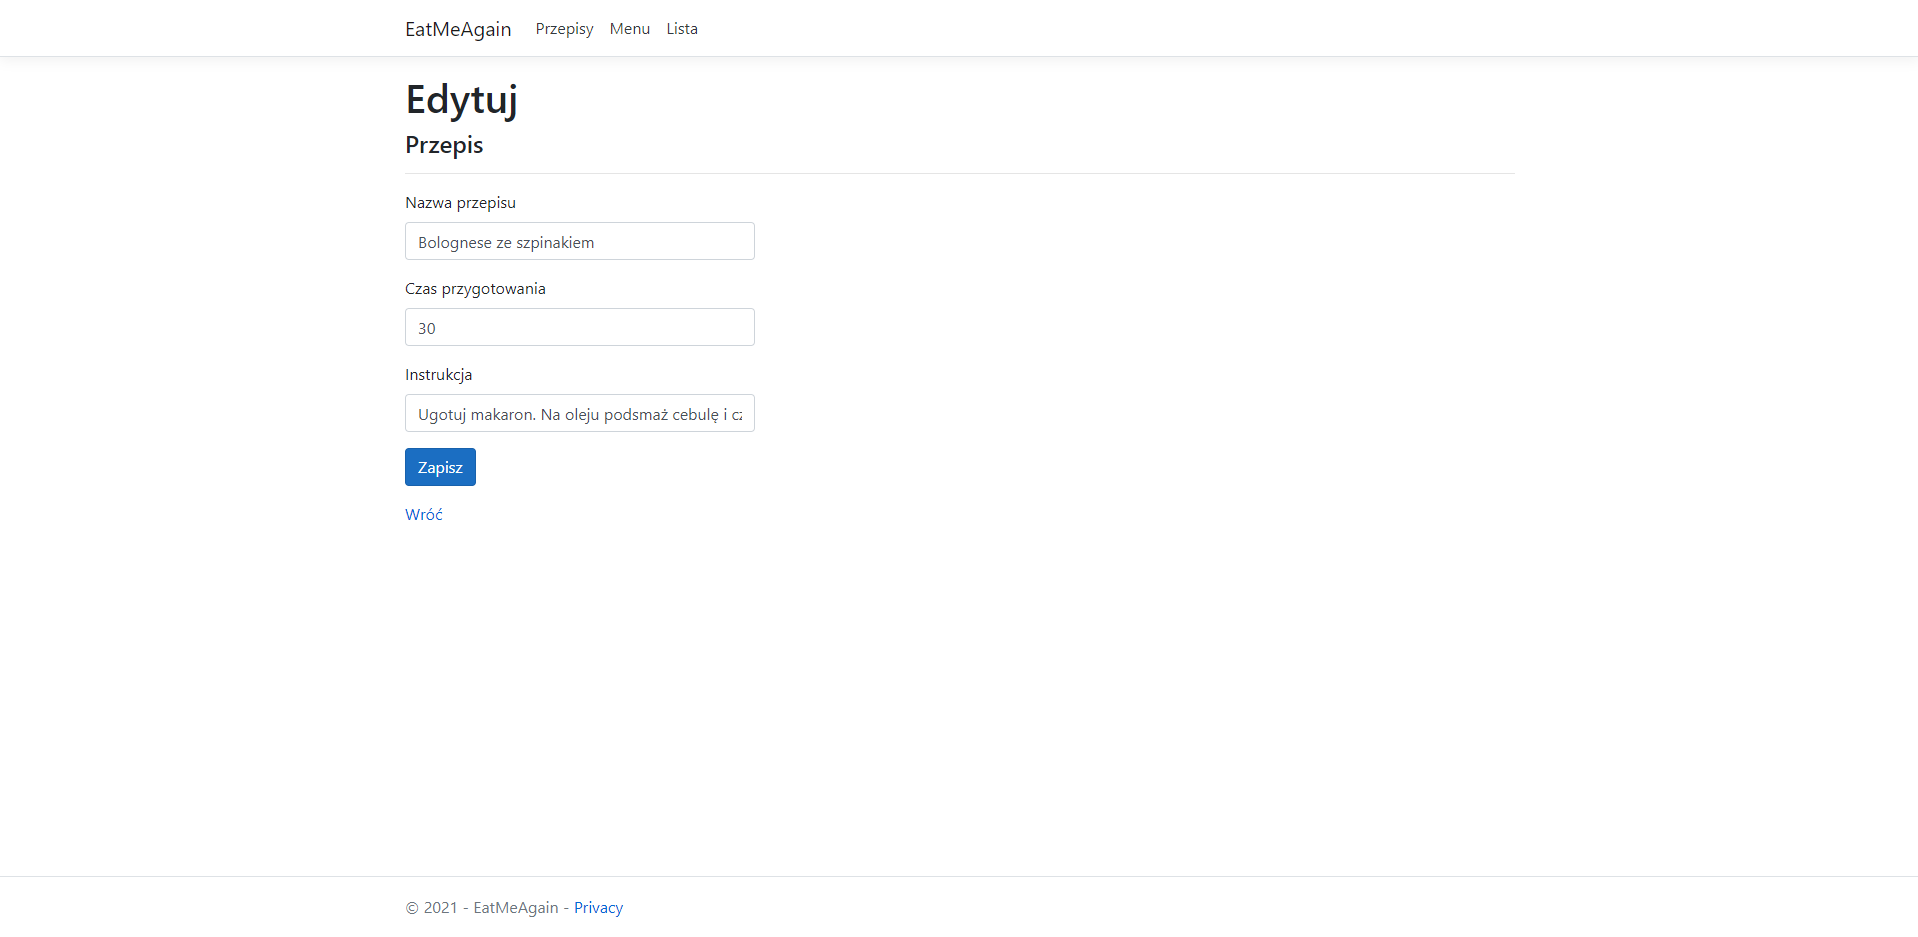 EatMeAgain Przepisy Menu Lista
Edytuj
Przepis
Nazwa przepisu
Bolognese ze szpinakiem
Czas przygotowania
30
Instrukcja
Ugotuj makaron. Na oleju podsmaż cebulę i
Zapisz
Wróć
© 2021 - EatMeAgain - Privacy